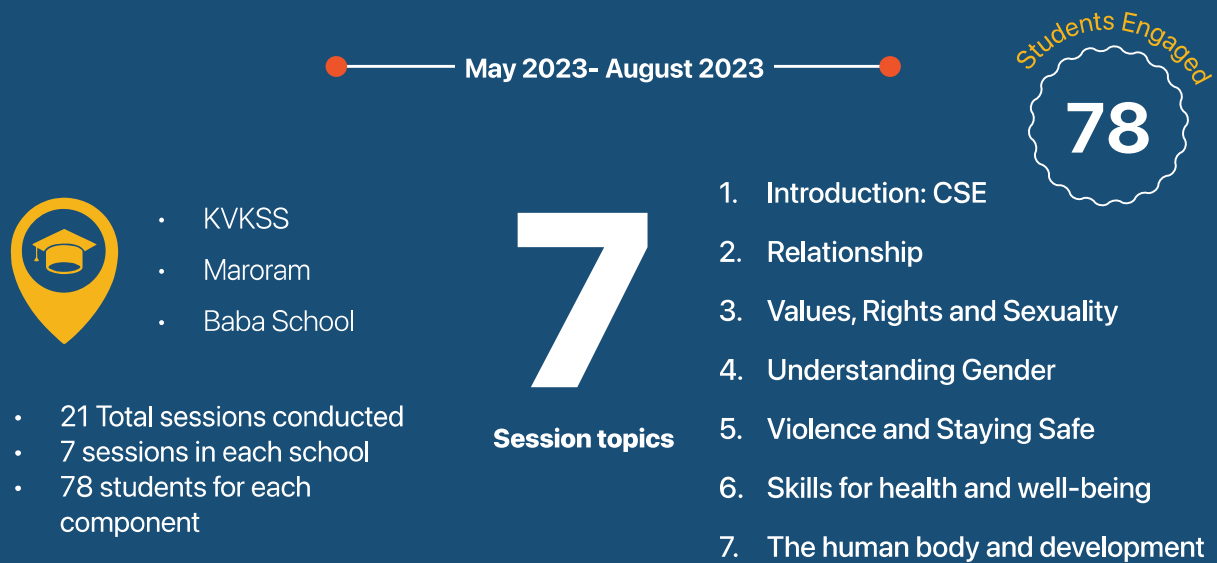 May 2023- August 2023
Students Engaged
78
• KVKSS
• Maroram
• Baba School
• 21 Total sessions conducted
• 7 sessions in each school
• 78 students for each
component
7
Session topics
1. Introduction: CSE
2. Relationship
3. Values, Rights and Sexuality
4. Understanding Gender
5. Violence and Staying Safe
6. Skills for health and well-being
7. The human body and development